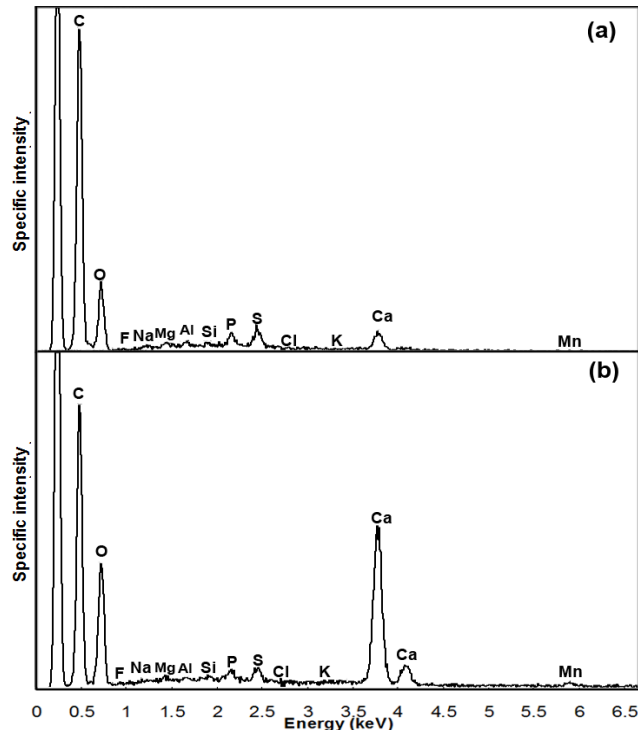 (a)
C
O
F Na Mg Al Si P S Cl K Ca Mn
Specific intensity
(b)
C
O
F Na Mg Al Si P S Cl K Ca Ca Mn
Specific intensity
0 0.5 1 1.5 2 2.5 3 3.5 4 4.5 5 5.5 6 6.5
Energy (keV)